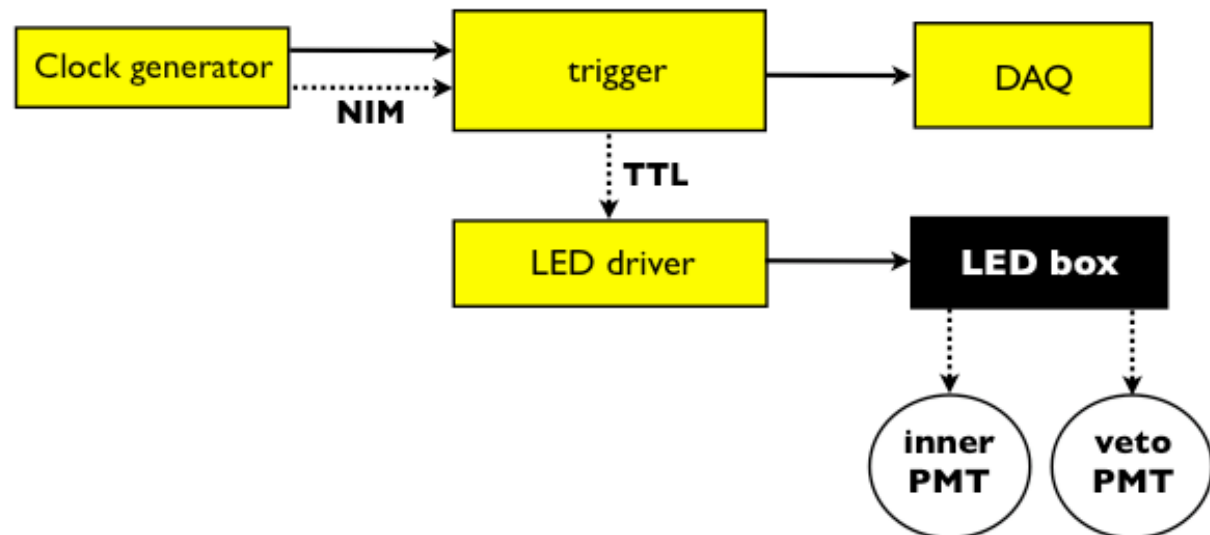 Clock generator
NIM
trigger
DAQ
TTL
LED driver
LED box
inner
PMT
veto
PMT